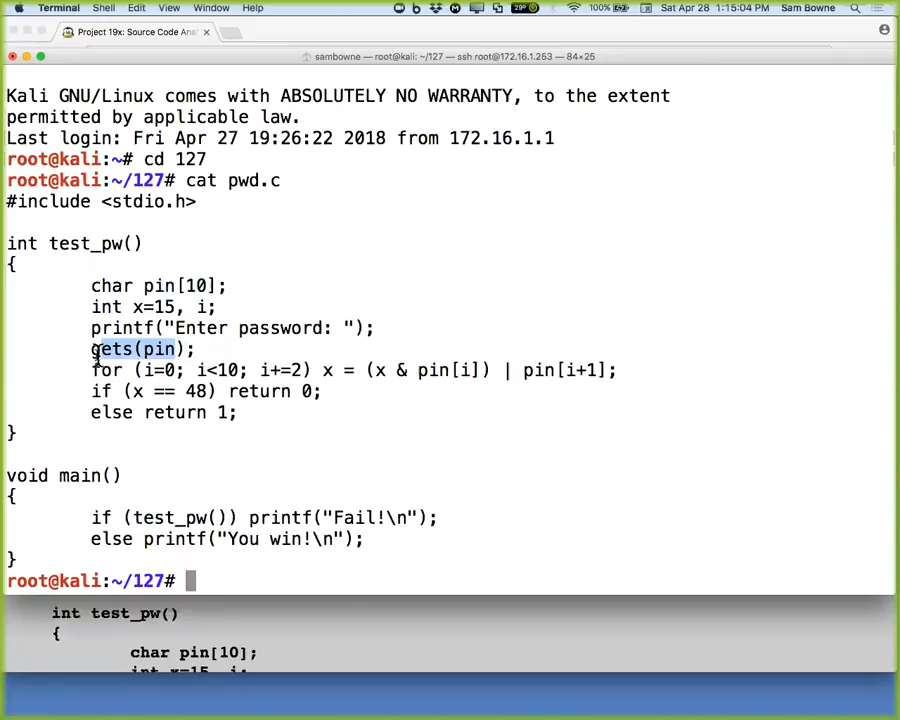 Terminal Shell Edit View Window Help 29° 100% Sat Apr 28 1:15:04 PM Sam Bowne
Project 19x: Source Code Ana
sambowne — root@kali: ~/127 — ssh root@172.16.1.253 — 84×25
Kali GNU/Linux comes with ABSOLUTELY NO WARRANTY, to the extent
permitted by applicable law.
Last login: Fri Apr 27 19:26:22 2018 from 172.16.1.1
root@kali:~# cd 127
root@kali:~/127# cat pwd.c
#include <stdio.h>
int test_pw()
{
char pin[10];
int x=15, i;
printf("Enter password: ");
gets(pin);
for (i=0; i<10; i+=2) x = (x & pin[i]) | pin[i+1];
if (x == 48) return 0;
else return 1;
}
void main()
{
if (test_pw()) printf("Fail!\n");
else printf("You win!\n");
}
root@kali:~/127#
int test_pw()
{
char pin[10];
int x=15, i;